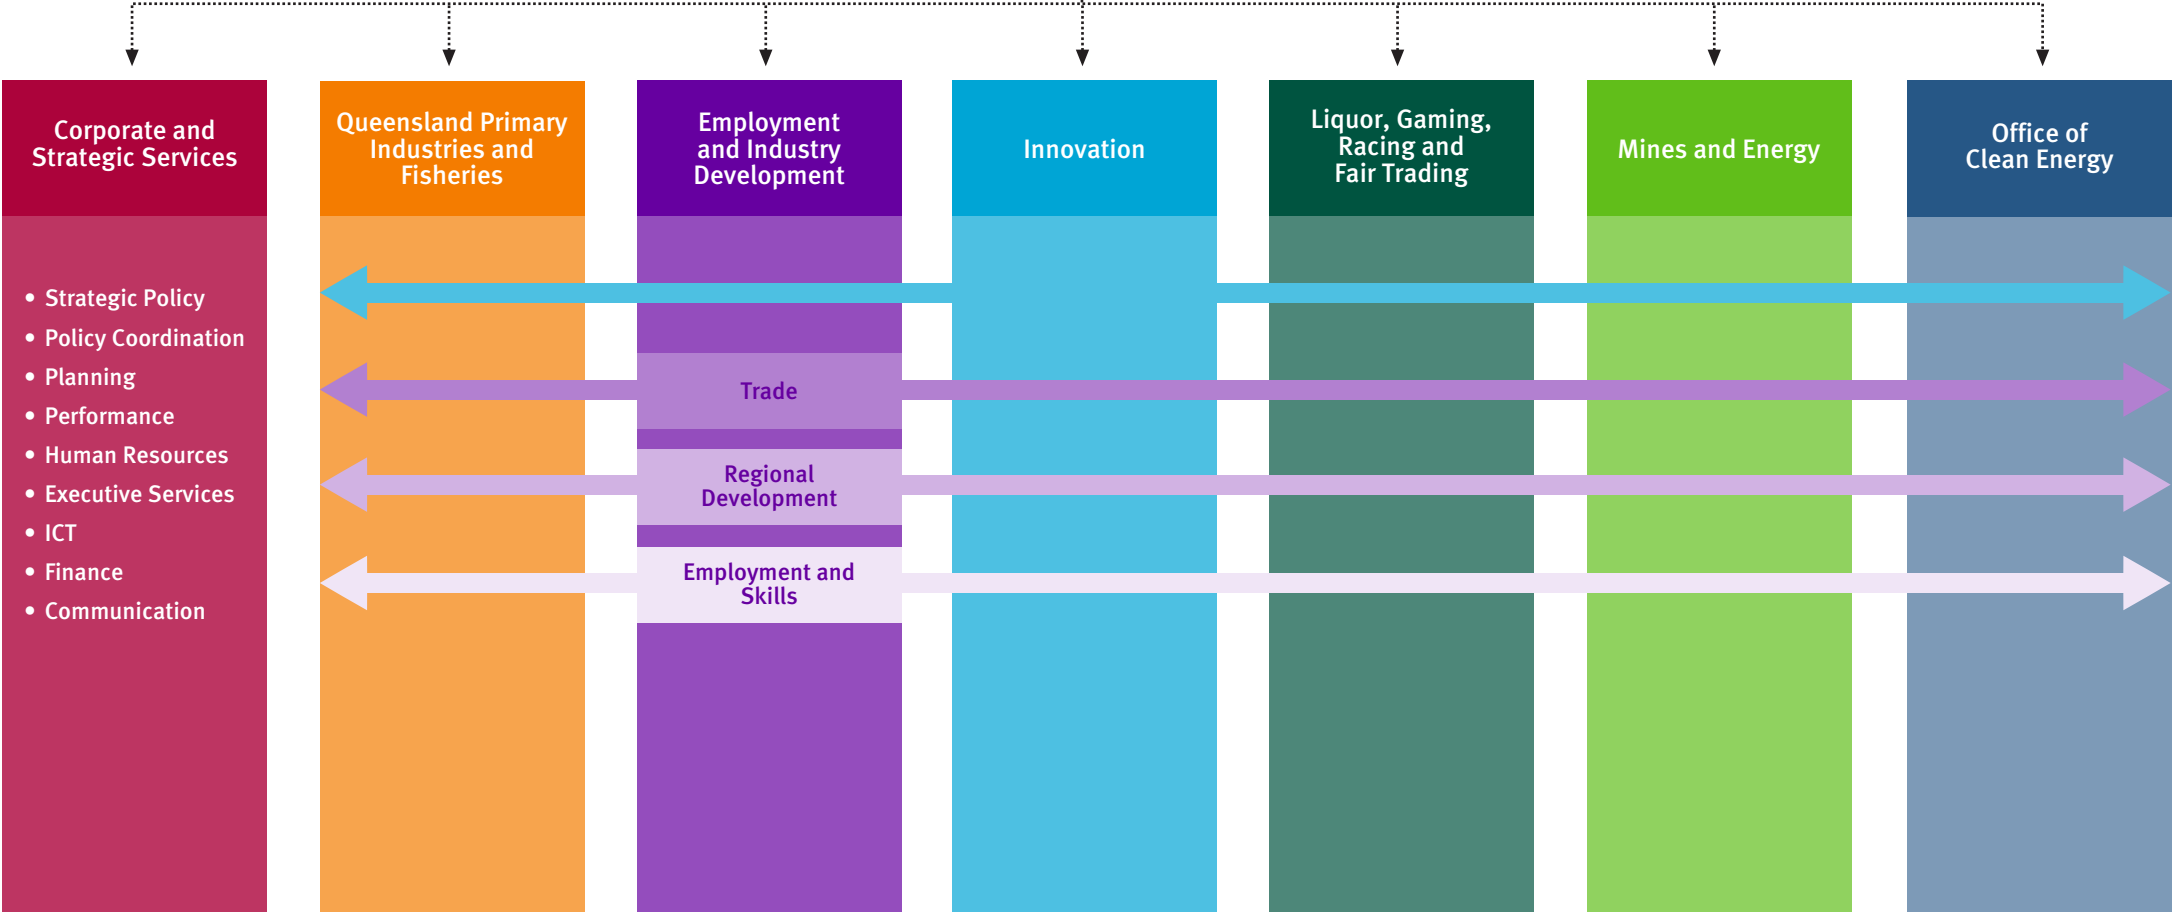 Corporate and
Strategic Services
• Strategic Policy
• Policy Coordination
• Planning
• Performance
• Human Resources
• Executive Services
• ICT
• Finance
• Communication
Queensland Primary
Industries and
Fisheries
Employment
and Industry
Development
Trade
Regional
Development
Employment and
Skills
Innovation
Liquor, Gaming,
Racing and
Fair Trading
Mines and Energy
Office of
Clean Energy